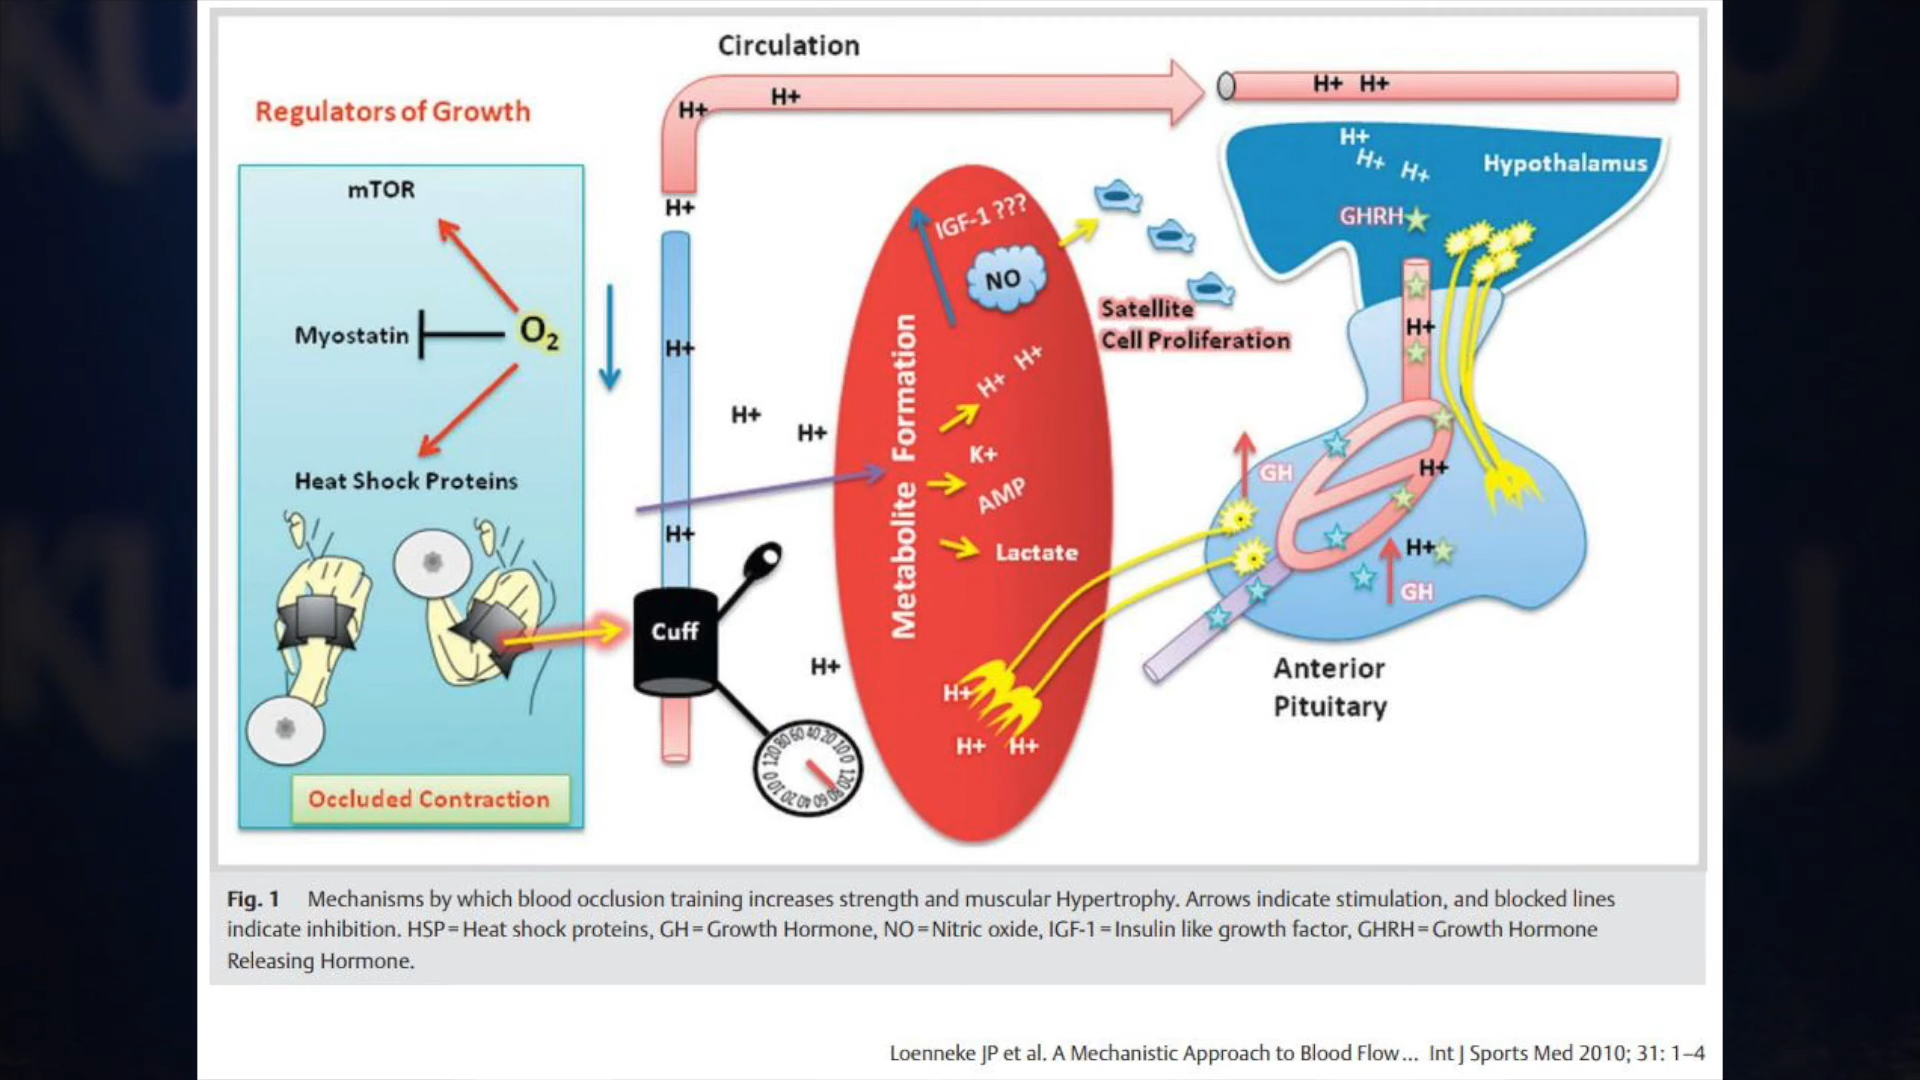 Circulation
Regulators of Growth
mTOR
Myostatin
O2
Heat Shock Proteins
Occluded Contraction
H+
H+
H+
H+
H+
Cuff
H+
H+
H+
Metabolite Formation
IGF-1 ???
NO
H+ H+
K+
AMP
Lactate
H+
H+ H+
Satellite
Cell Proliferation
H+ H+
H+
H+ H+
Hypothalamus
GHRH
H+
H+
GH
H+
GH
Anterior
Pituitary
Fig. 1 Mechanisms by which blood occlusion training increases strength and muscular Hypertrophy. Arrows indicate stimulation, and blocked lines
indicate inhibition. HSP = Heat shock proteins, GH = Growth Hormone, NO = Nitric oxide, IGF-1 = Insulin like growth factor, GHRH = Growth Hormone
Releasing Hormone.
Loenneke JP et al. A Mechanistic Approach to Blood Flow … Int J Sports Med 2010; 31: 1–4